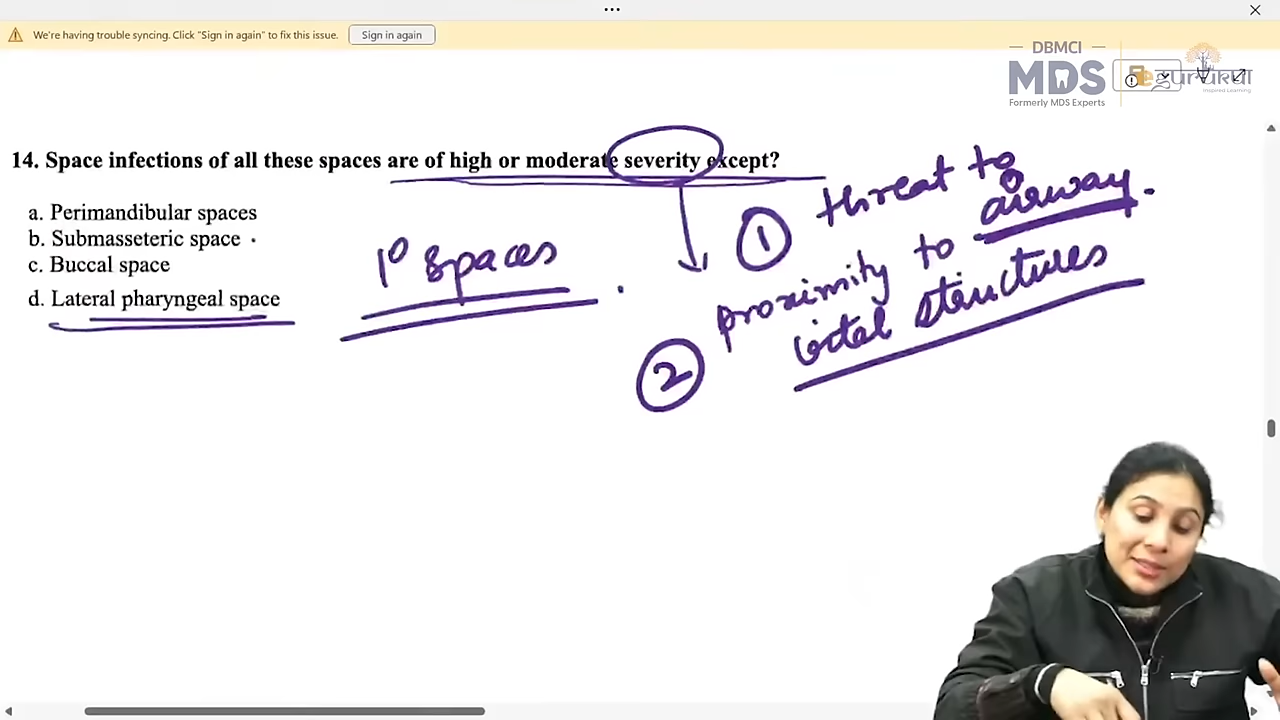 We're having trouble syncing. Click "Sign in again" to fix this issue.
Sign in again
DBMCI
MDS
Formerly MDS Experts
Inspired Learning
14. Space infections of all these spaces are of high or moderate severity except?
a. Perimandibular spaces
b. Submasseteric space
c. Buccal space
d. Lateral pharyngeal space
1° Spaces
1 threat to
airway.
2 proximity to
vital structures